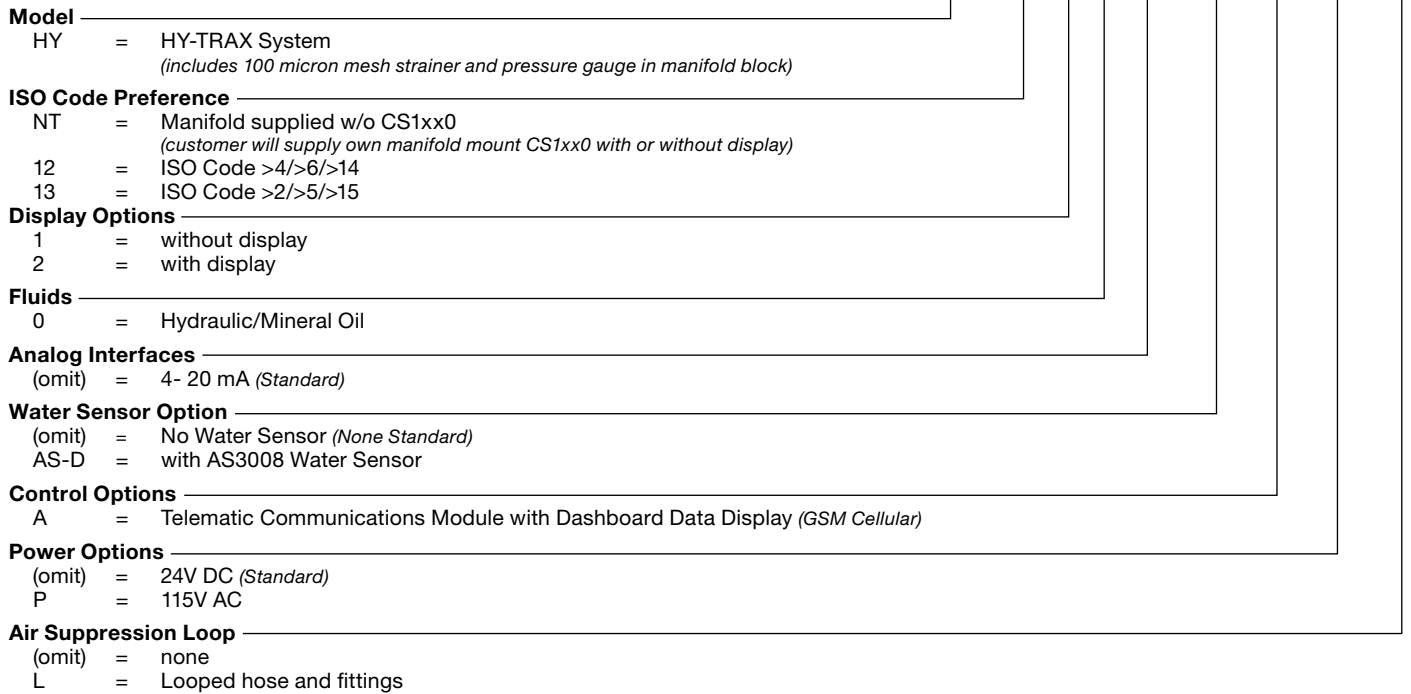 Model
HY = HY-TRAX System
(includes 100 micron mesh strainer and pressure gauge in manifold block)
ISO Code Preference
NT = Manifold supplied w/o CS1xx0
(customer will supply own manifold mount CS1xx0 with or without display)
12 = ISO Code >4/>6/>14
13 = ISO Code >2/>5/>15
Display Options
1 = without display
2 = with display
Fluids
0 = Hydraulic/Mineral Oil
Analog Interfaces
(omit) = 4- 20 mA (Standard)
Water Sensor Option
(omit) = No Water Sensor (None Standard)
AS-D = with AS3008 Water Sensor
Control Options
A = Telematic Communications Module with Dashboard Data Display (GSM Cellular)
Power Options
(omit) = 24V DC (Standard)
P = 115V AC
Air Suppression Loop
(omit) = none
L = Looped hose and fittings